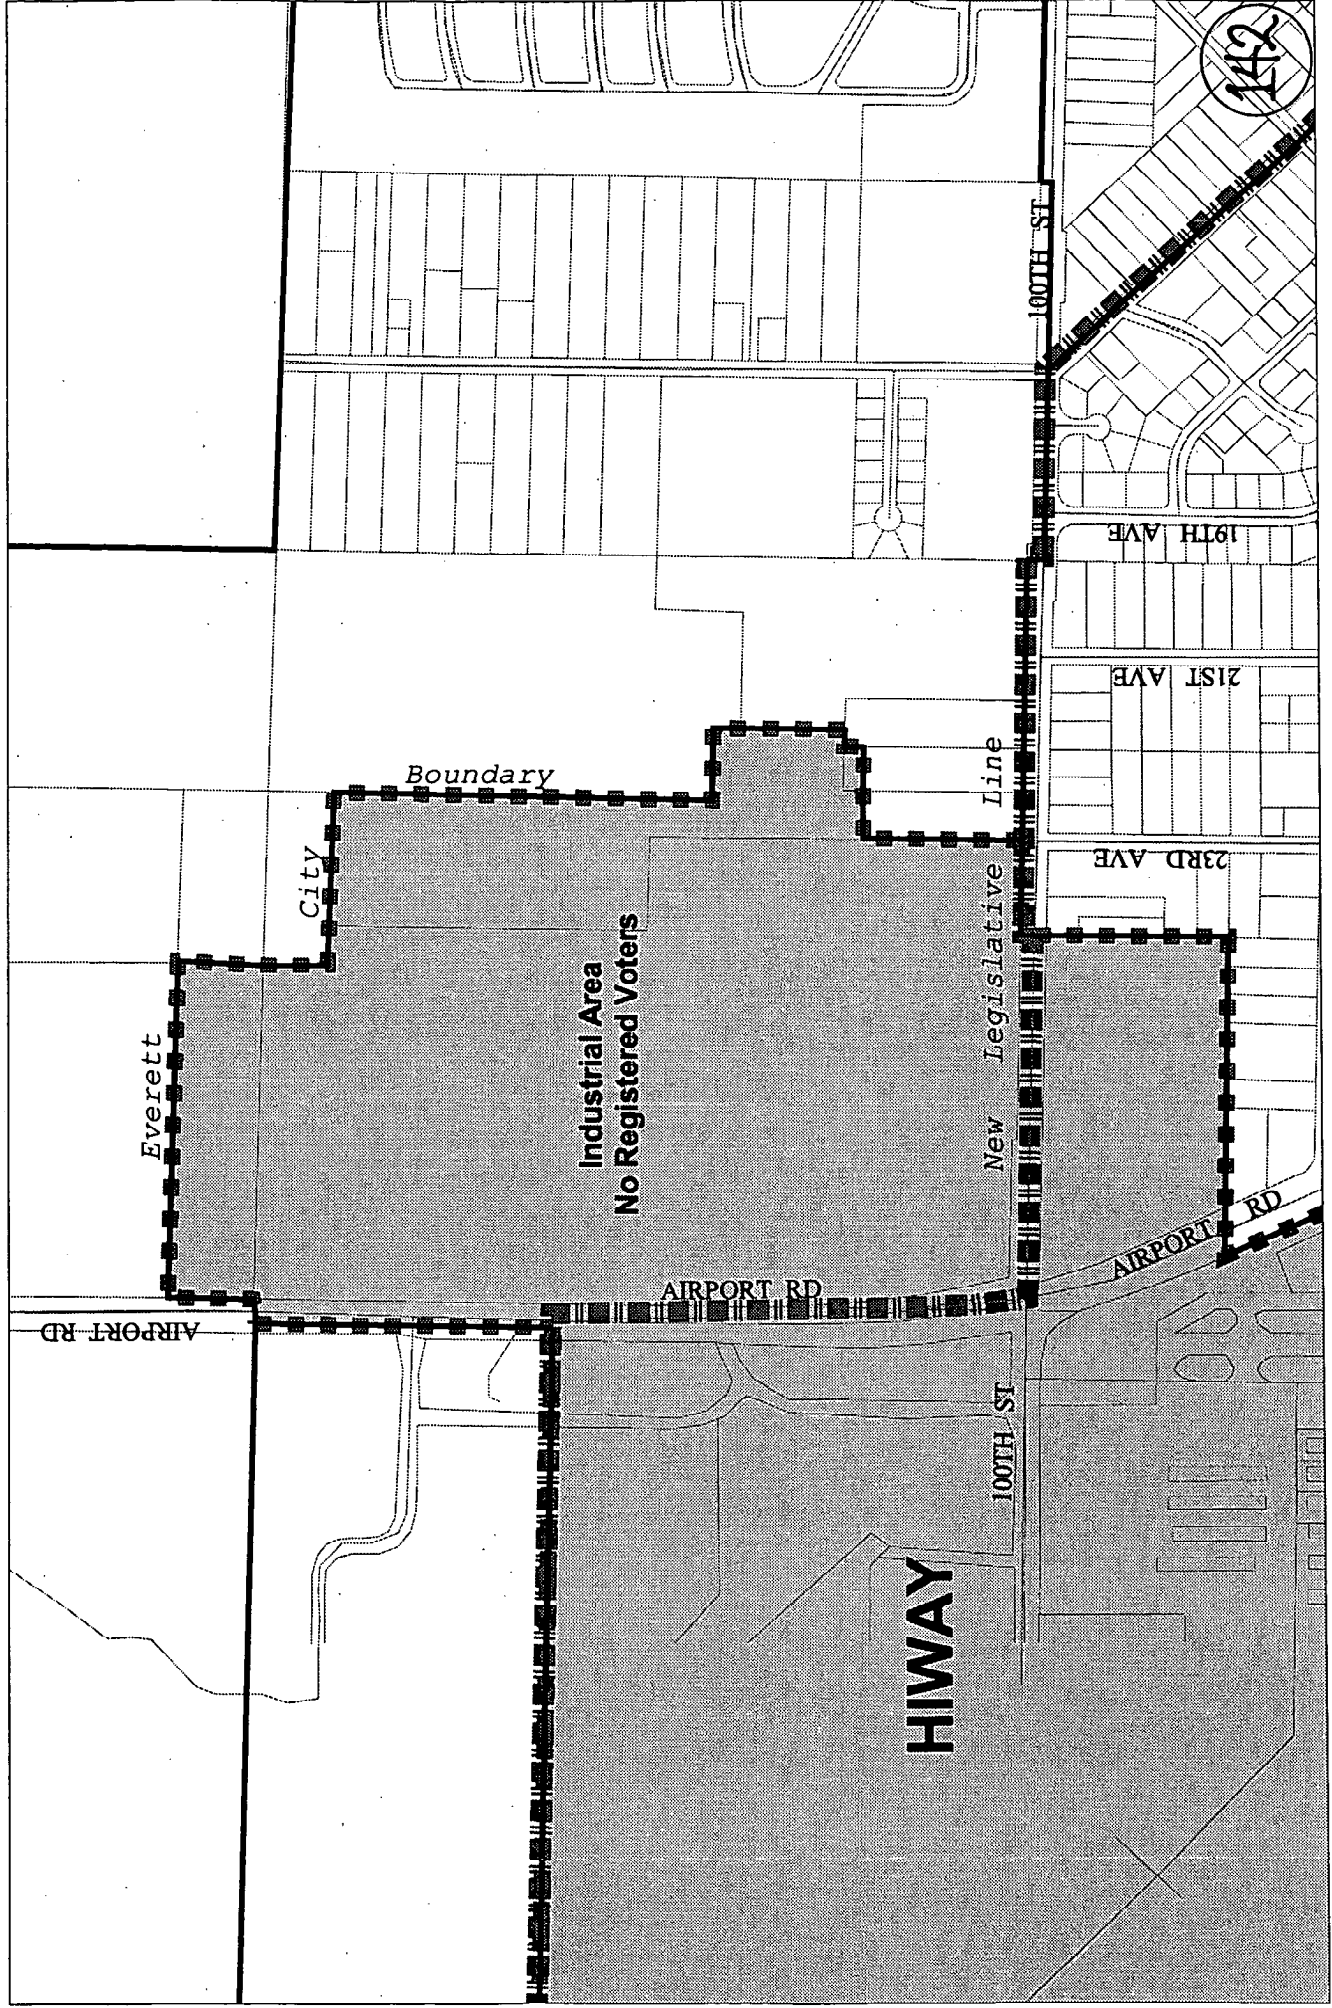 Everett
City
Boundary
Industrial Area
No Registered Voters
New Legislative Line
AIRPORT RD
AIRPORT RD
AIRPORT RD
100TH ST
100TH ST
19TH AVE
21ST AVE
23RD AVE
HIWAY
142